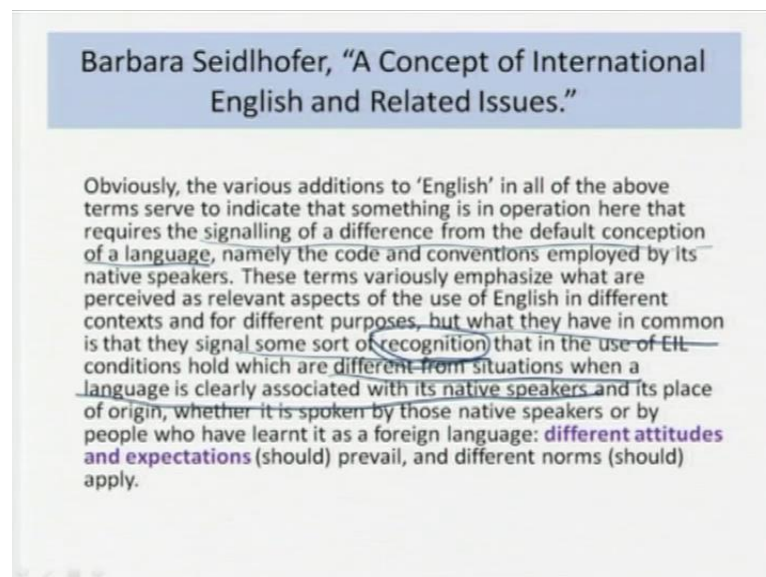 Barbara Seidlhofer, “A Concept of International
English and Related Issues.”
Obviously, the various additions to ‘English’ in all of the above
terms serve to indicate that something is in operation here that
requires the signalling of a difference from the default conception
of a language, namely the code and conventions employed by its
native speakers. These terms variously emphasize what are
perceived as relevant aspects of the use of English in different
contexts and for different purposes, but what they have in common
is that they signal some sort of recognition that in the use of EIL
conditions hold which are different from situations when a
language is clearly associated with its native speakers and its place
of origin, whether it is spoken by those native speakers or by
people who have learnt it as a foreign language: different attitudes
and expectations (should) prevail, and different norms (should)
apply.